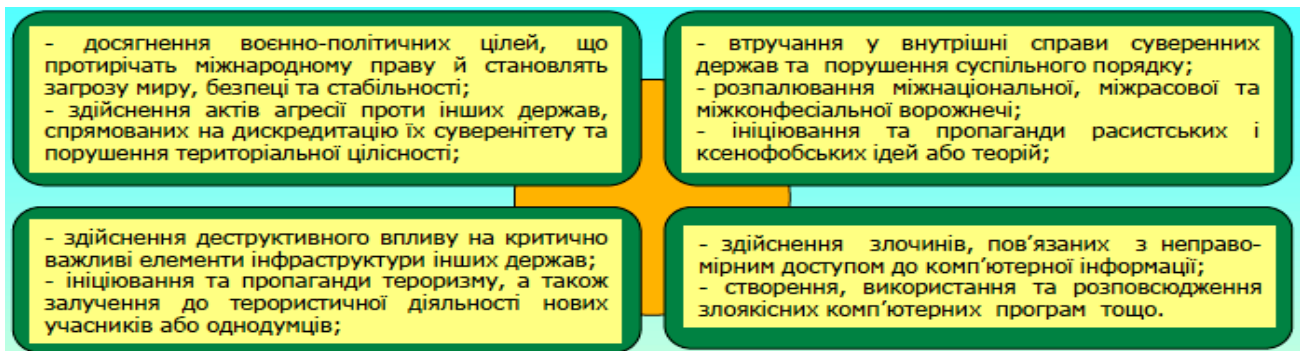 - досягнення воєнно-політичних цілей, що
протирічать міжнародному праву й становлять
загрозу миру, безпеці та стабільності;
- здійснення актів агресії проти інших держав,
спрямованих на дискредитацію їх суверенітету та
порушення територіальної цілісності;
- втручання у внутрішні справи суверенних
держав та порушення суспільного порядку;
- розпалювання міжнаціональної, міжрасової та
міжконфесіальної ворожнечі;
- ініціювання та пропаганди расистських і
ксенофобських ідей або теорій;
- здійснення деструктивного впливу на критично
важливі елементи інфраструктури інших держав;
- ініціювання та пропаганди тероризму, а також
залучення до терористичної діяльності нових
учасників або однодумців;
- здійснення злочинів, пов’язаних з неправо-
мірним доступом до комп’ютерної інформації;
- створення, використання та розповсюдження
злоякісних комп’ютерних програм тощо.